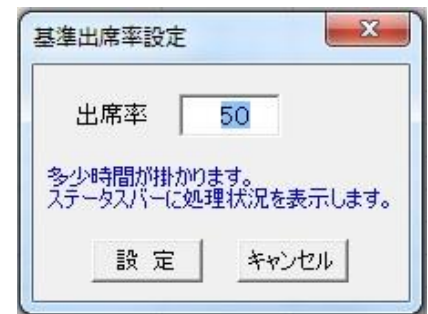 基準出席率設定
出席率 50
多少時間が掛かります。
ステータスバーに処理状況を表示します。
設 定 キャンセル